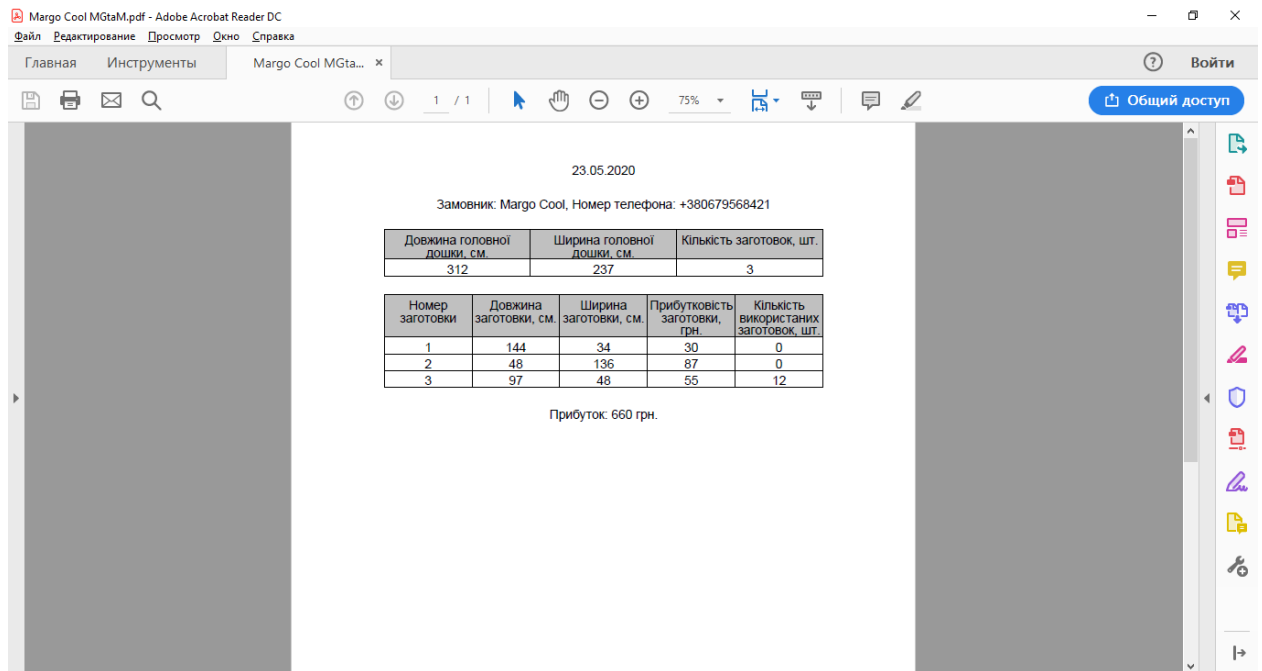 Margo Cool MGtaM.pdf - Adobe Acrobat Reader DC
Файл Редактирование Просмотр Окно Справка
Главная Инструменты Margo Cool MGta... × Войти
1 / 1 75% Общий доступ
23.05.2020
Замовник: Margo Cool, Номер телефона: +380679568421
Довжина головної дошки, см. Ширина головної дошки, см. Кількість заготовок, шт.
312 237 3
Номер заготовки Довжина заготовки, см. Ширина заготовки, см. Прибутковість заготовки, грн. Кількість використаних заготовок, шт.
1 144 34 30 0
2 48 136 87 0
3 97 48 55 12
Прибуток: 660 грн.